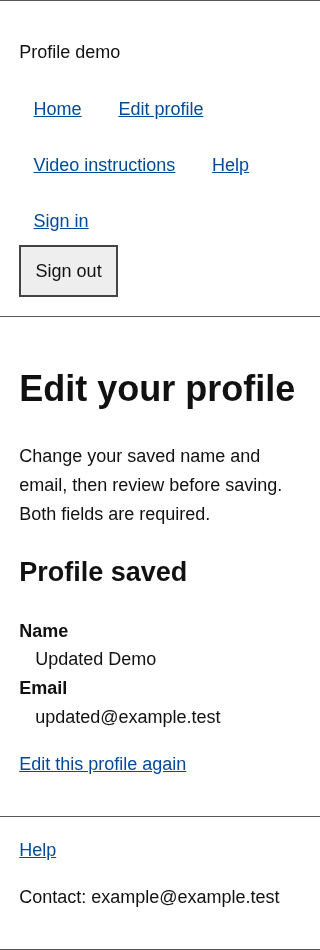 Profile demo
Home Edit profile
Video instructions Help
Sign in
Sign out
Edit your profile
Change your saved name and
email, then review before saving.
Both fields are required.
Profile saved
Name
Updated Demo
Email
updated@example.test
Edit this profile again
Help
Contact: example@example.test